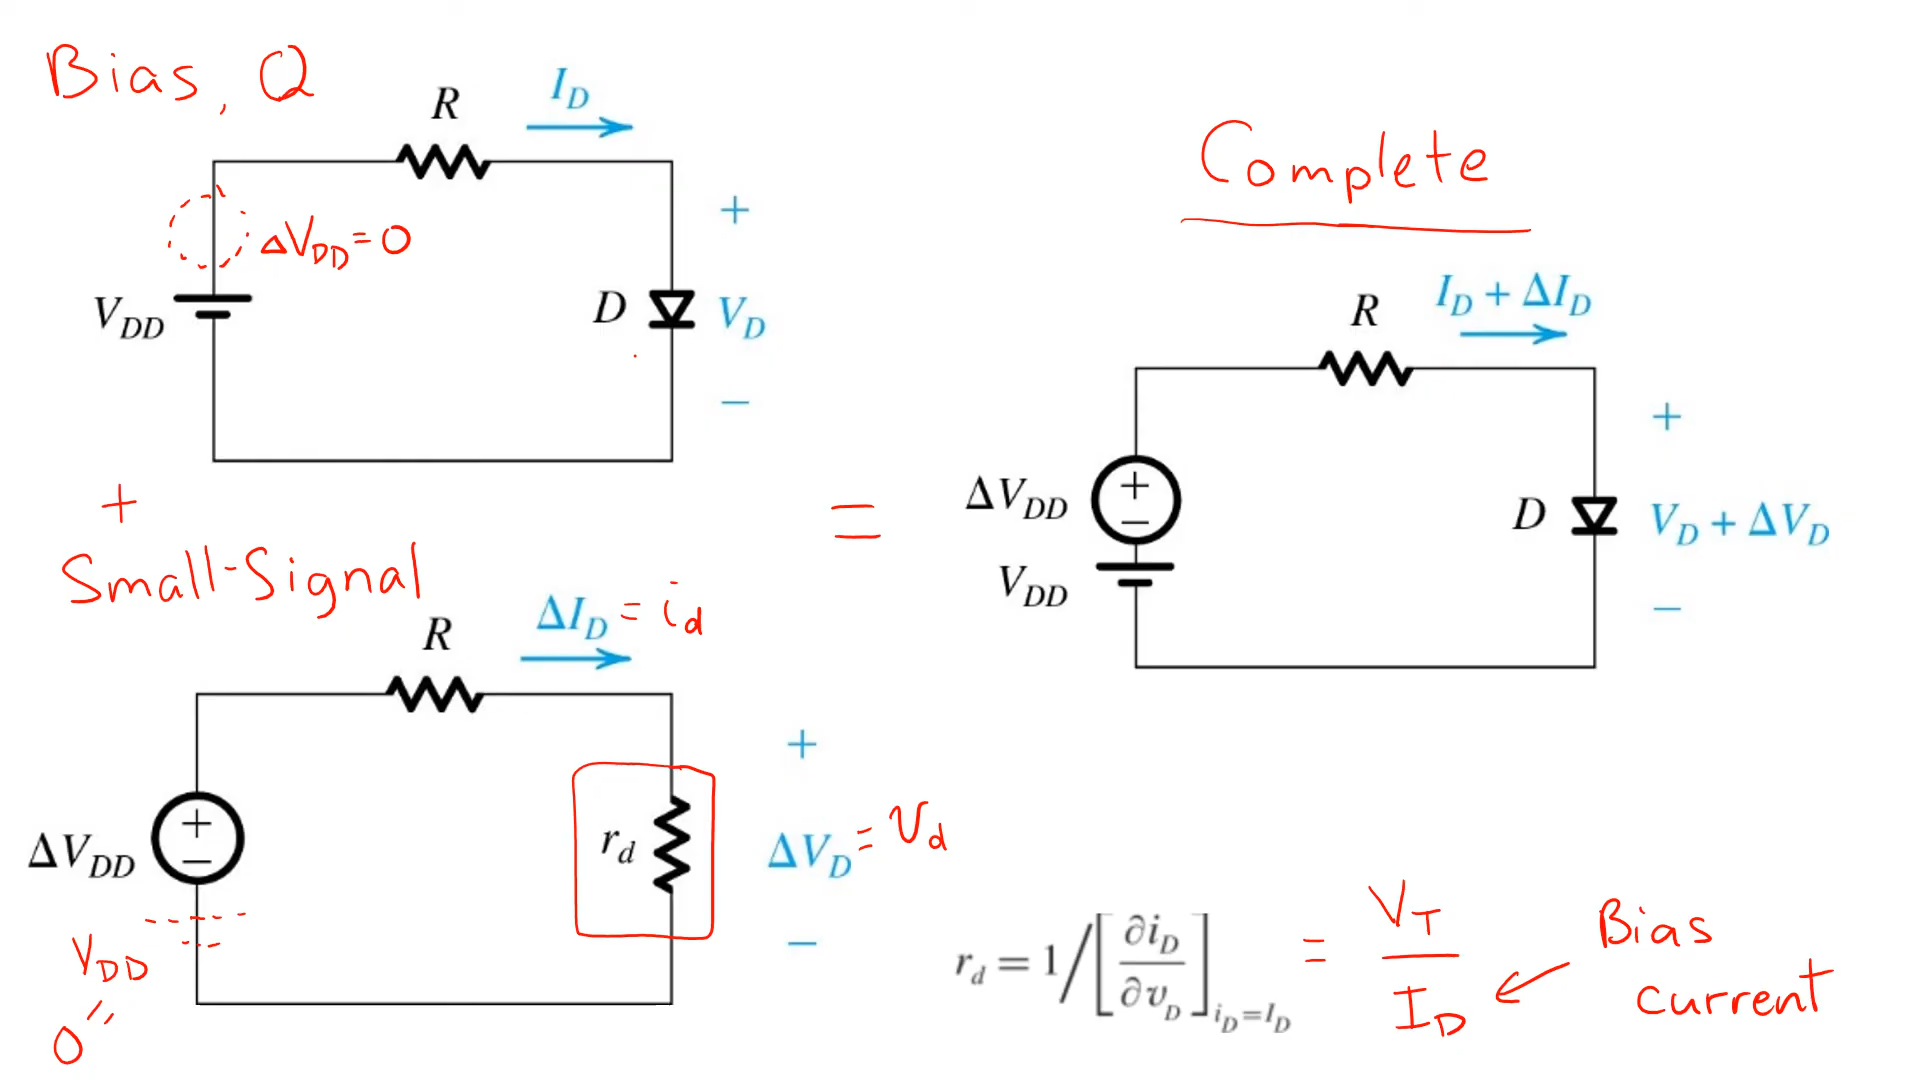 Bias, Q
R
I_D
+
ΔV_DD = 0
V_DD
D
V_D
−
+
Small-Signal
R
ΔI_D = i_d
+
ΔV_DD
+
−
r_d
ΔV_D = v_d
−
V_DD
"
0
=
Complete
R
I_D + ΔI_D
+
ΔV_DD
+
−
V_DD
D
V_D + ΔV_D
−
r_d = 1/[∂i_D/∂v_D]_{i_D=I_D} = V_T/I_D
Bias
current